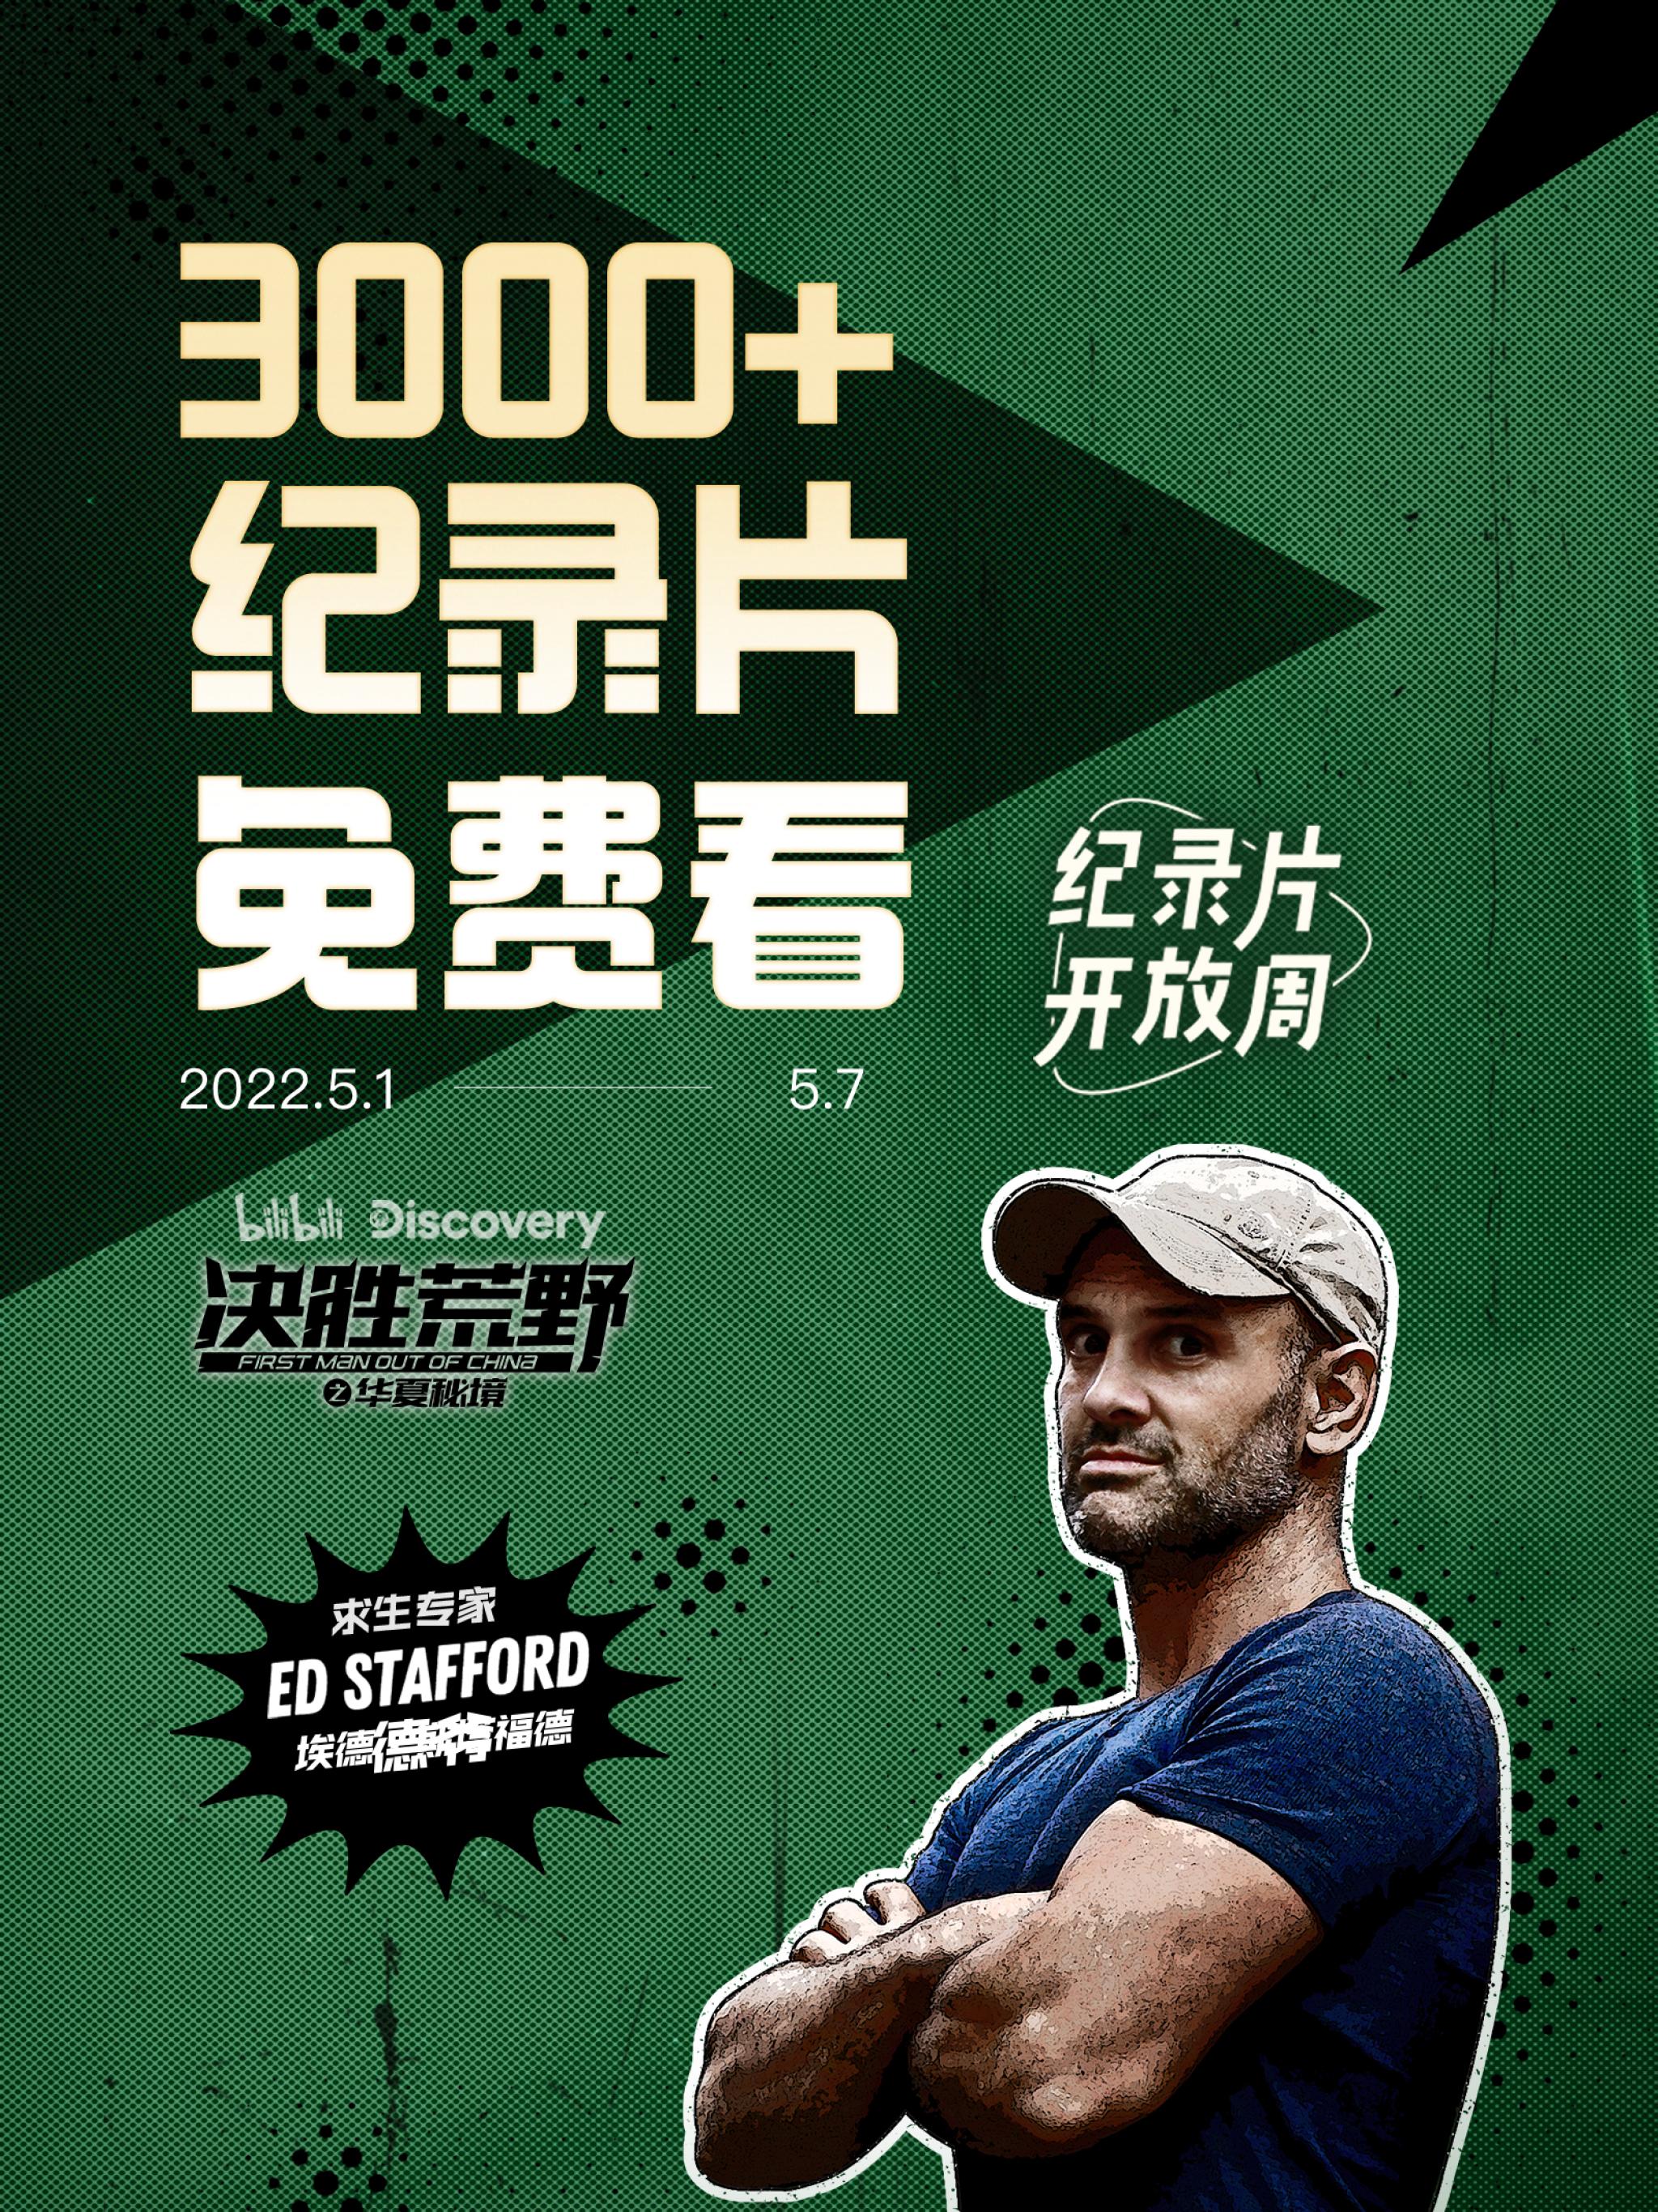 3000+
纪录片
免费看
2022.5.1 5.7
纪录片
开放周
bilibili Discovery
决胜荒野
FIRST MAN OUT OF CHINA
之华夏秘境
求生专家
ED STAFFORD
埃德 福德